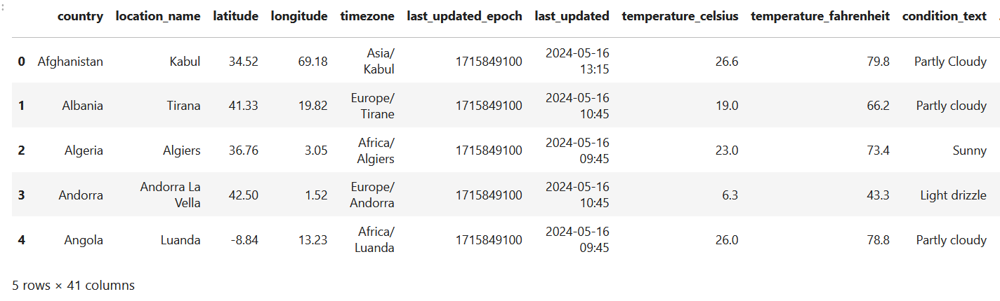 country location_name latitude longitude timezone last_updated_epoch last_updated temperature_celsius temperature_fahrenheit condition_text
0 Afghanistan Kabul 34.52 69.18 Asia/Kabul 1715849100 2024-05-16 13:15 26.6 79.8 Partly Cloudy
1 Albania Tirana 41.33 19.82 Europe/Tirane 1715849100 2024-05-16 10:45 19.0 66.2 Partly cloudy
2 Algeria Algiers 36.76 3.05 Africa/Algiers 1715849100 2024-05-16 09:45 23.0 73.4 Sunny
3 Andorra Andorra La Vella 42.50 1.52 Europe/Andorra 1715849100 2024-05-16 10:45 6.3 43.3 Light drizzle
4 Angola Luanda -8.84 13.23 Africa/Luanda 1715849100 2024-05-16 09:45 26.0 78.8 Partly cloudy
5 rows × 41 columns